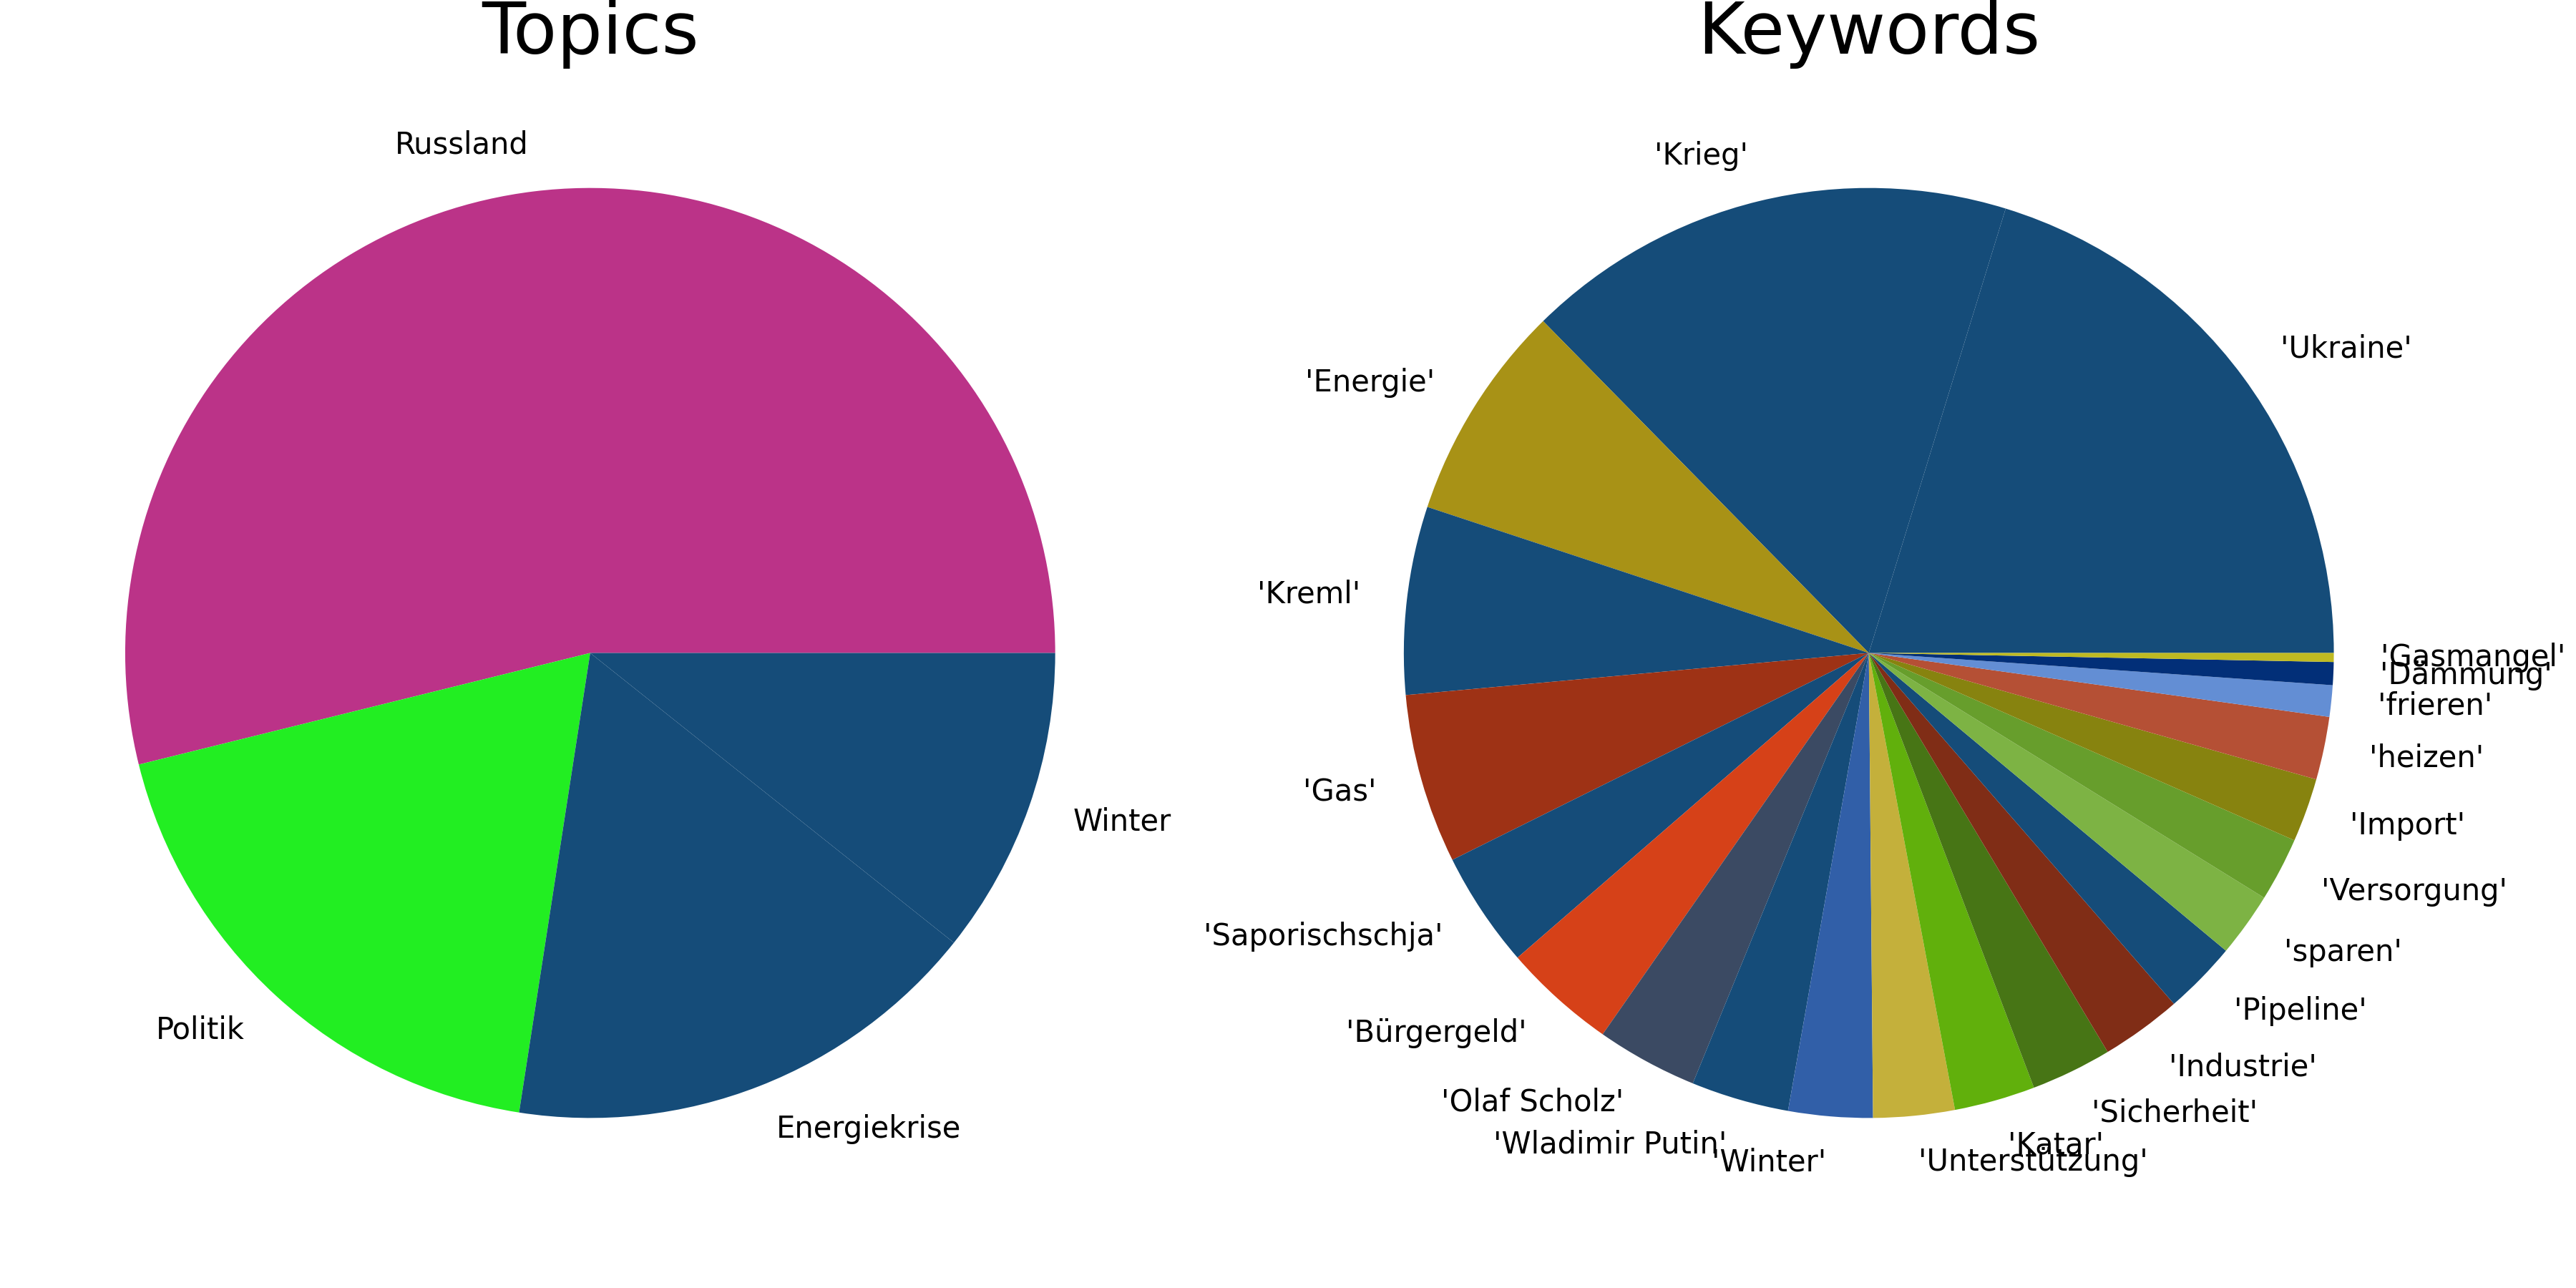 Topics
Russland
Politik
Energiekrise
Winter
Keywords
'Ukraine'
'Krieg'
'Energie'
'Kreml'
'Gas'
'Saporischschja'
'Bürgergeld'
'Olaf Scholz'
'Wladimir Putin'
'Winter'
'Unterstützung'
'Katar'
'Sicherheit'
'Industrie'
'Pipeline'
'sparen'
'Versorgung'
'Import'
'heizen'
'frieren'
'Dämmung'
'Gasmangel'